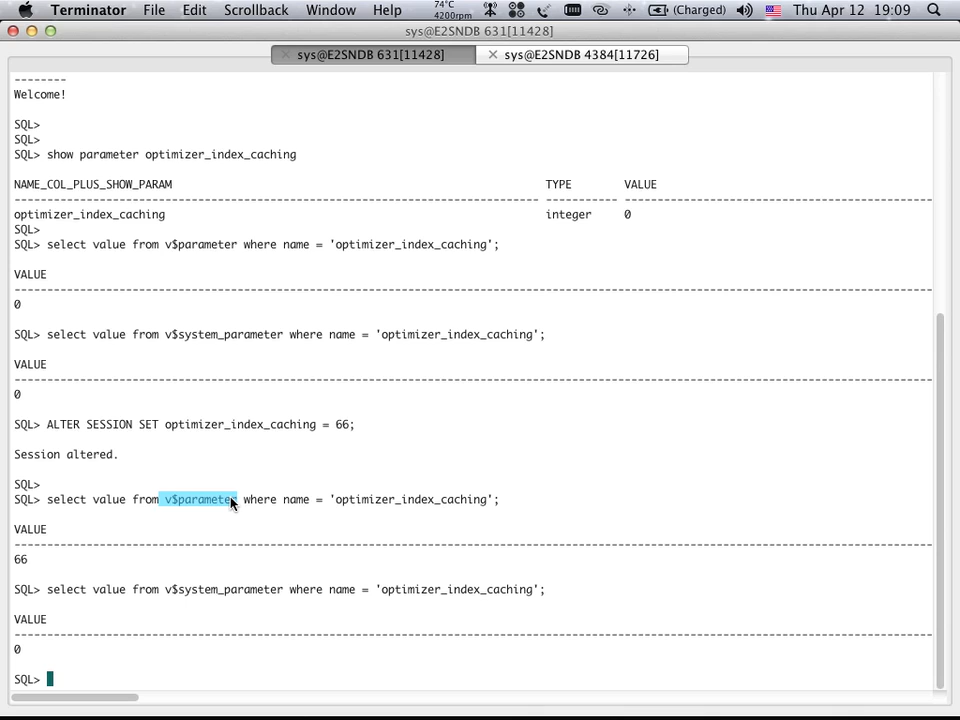 Terminator File Edit Scrollback Window Help 74°C 4200rpm (Charged) Thu Apr 12 19:09
sys@E2SNDB 631[11428]
sys@E2SNDB 631[11428] sys@E2SNDB 4384[11726]
--------
Welcome!
SQL>
SQL>
SQL> show parameter optimizer_index_caching
NAME_COL_PLUS_SHOW_PARAM TYPE VALUE
-------------------------------------------------------------------------------- ----------- -----------------------------------------------
optimizer_index_caching integer 0
SQL>
SQL> select value from v$parameter where name = 'optimizer_index_caching';
VALUE
--------------------------------------------------------------------------------------------------------------------------------------------
0
SQL> select value from v$system_parameter where name = 'optimizer_index_caching';
VALUE
--------------------------------------------------------------------------------------------------------------------------------------------
0
SQL> ALTER SESSION SET optimizer_index_caching = 66;
Session altered.
SQL>
SQL> select value from v$parameter where name = 'optimizer_index_caching';
VALUE
--------------------------------------------------------------------------------------------------------------------------------------------
66
SQL> select value from v$system_parameter where name = 'optimizer_index_caching';
VALUE
--------------------------------------------------------------------------------------------------------------------------------------------
0
SQL>